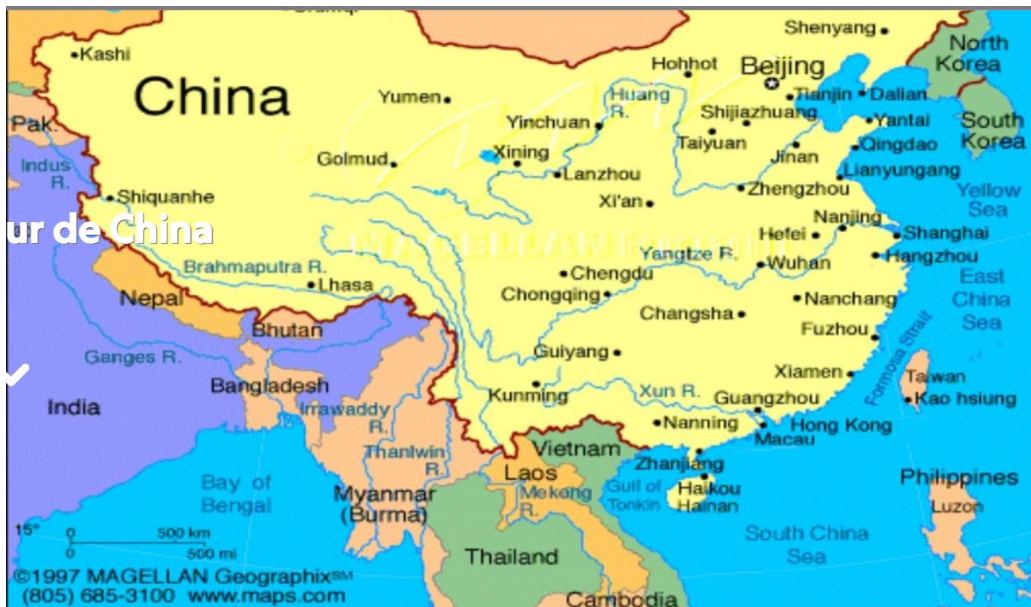 Shenyang
North
Korea
Kashi
Hohhot
Beijing
China
Yumen
Huang
R.
Tianjin
Dalian
Shijiazhuang
Pak.
Yinchuan
Yantai
South
Korea
Taiyuan
Qingdao
Golmud
Xining
Jinan
Indus
R.
Lanzhou
Lianyungang
Shiquanhe
Xi'an
Zhengzhou
Yellow
Sea
Nanjing
ur de China
Hefei
Shanghai
MAGELLAN
Yangtze R.
Hangzhou
Brahmaputra R.
Wuhan
Lhasa
Chengdu
East
China
Sea
Nepal
Chongqing
Nanchang
Bhutan
Changsha
Fuzhou
Ganges R.
Guiyang
Formosa Strait
Bangladesh
Xiamen
Taiwan
India
Kunming
Xun R.
Guangzhou
Kao hsiung
Irrawaddy
R.
Nanning
Hong Kong
Macau
Thanlwin
R.
Vietnam
Zhanjiang
Laos
Philippines
Bay of
Bengal
Myanmar
(Burma)
Mekong
R.
Gulf of
Tonkin
Haikou
Hainan
Luzon
15°
0 500 km
0 500 mi
South China
Sea
Thailand
©1997 MAGELLAN Geographix℠
(805) 685-3100 www.maps.com
Cambodia